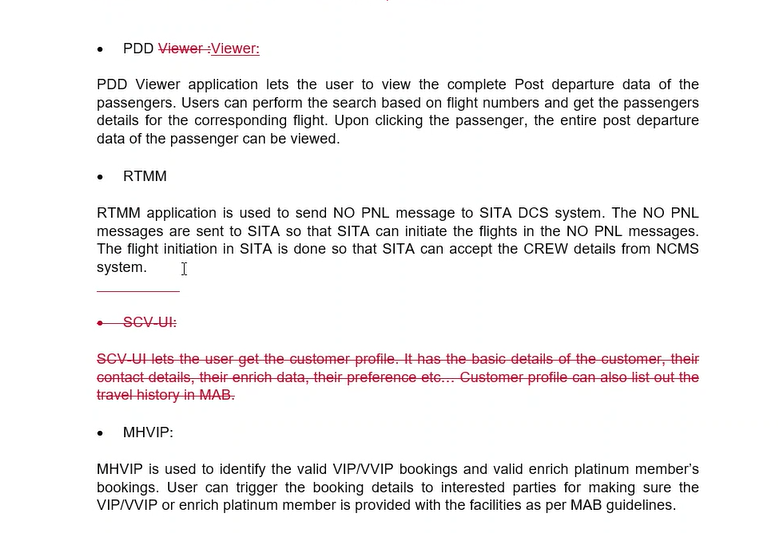 • PDD Viewer :Viewer:
PDD Viewer application lets the user to view the complete Post departure data of the
passengers. Users can perform the search based on flight numbers and get the passengers
details for the corresponding flight. Upon clicking the passenger, the entire post departure
data of the passenger can be viewed.
• RTMM
RTMM application is used to send NO PNL message to SITA DCS system. The NO PNL
messages are sent to SITA so that SITA can initiate the flights in the NO PNL messages.
The flight initiation in SITA is done so that SITA can accept the CREW details from NCMS
system.
• SCV-UI:
SCV-UI lets the user get the customer profile. It has the basic details of the customer, their
contact details, their enrich data, their preference etc… Customer profile can also list out the
travel history in MAB.
• MHVIP:
MHVIP is used to identify the valid VIP/VVIP bookings and valid enrich platinum member's
bookings. User can trigger the booking details to interested parties for making sure the
VIP/VVIP or enrich platinum member is provided with the facilities as per MAB guidelines.